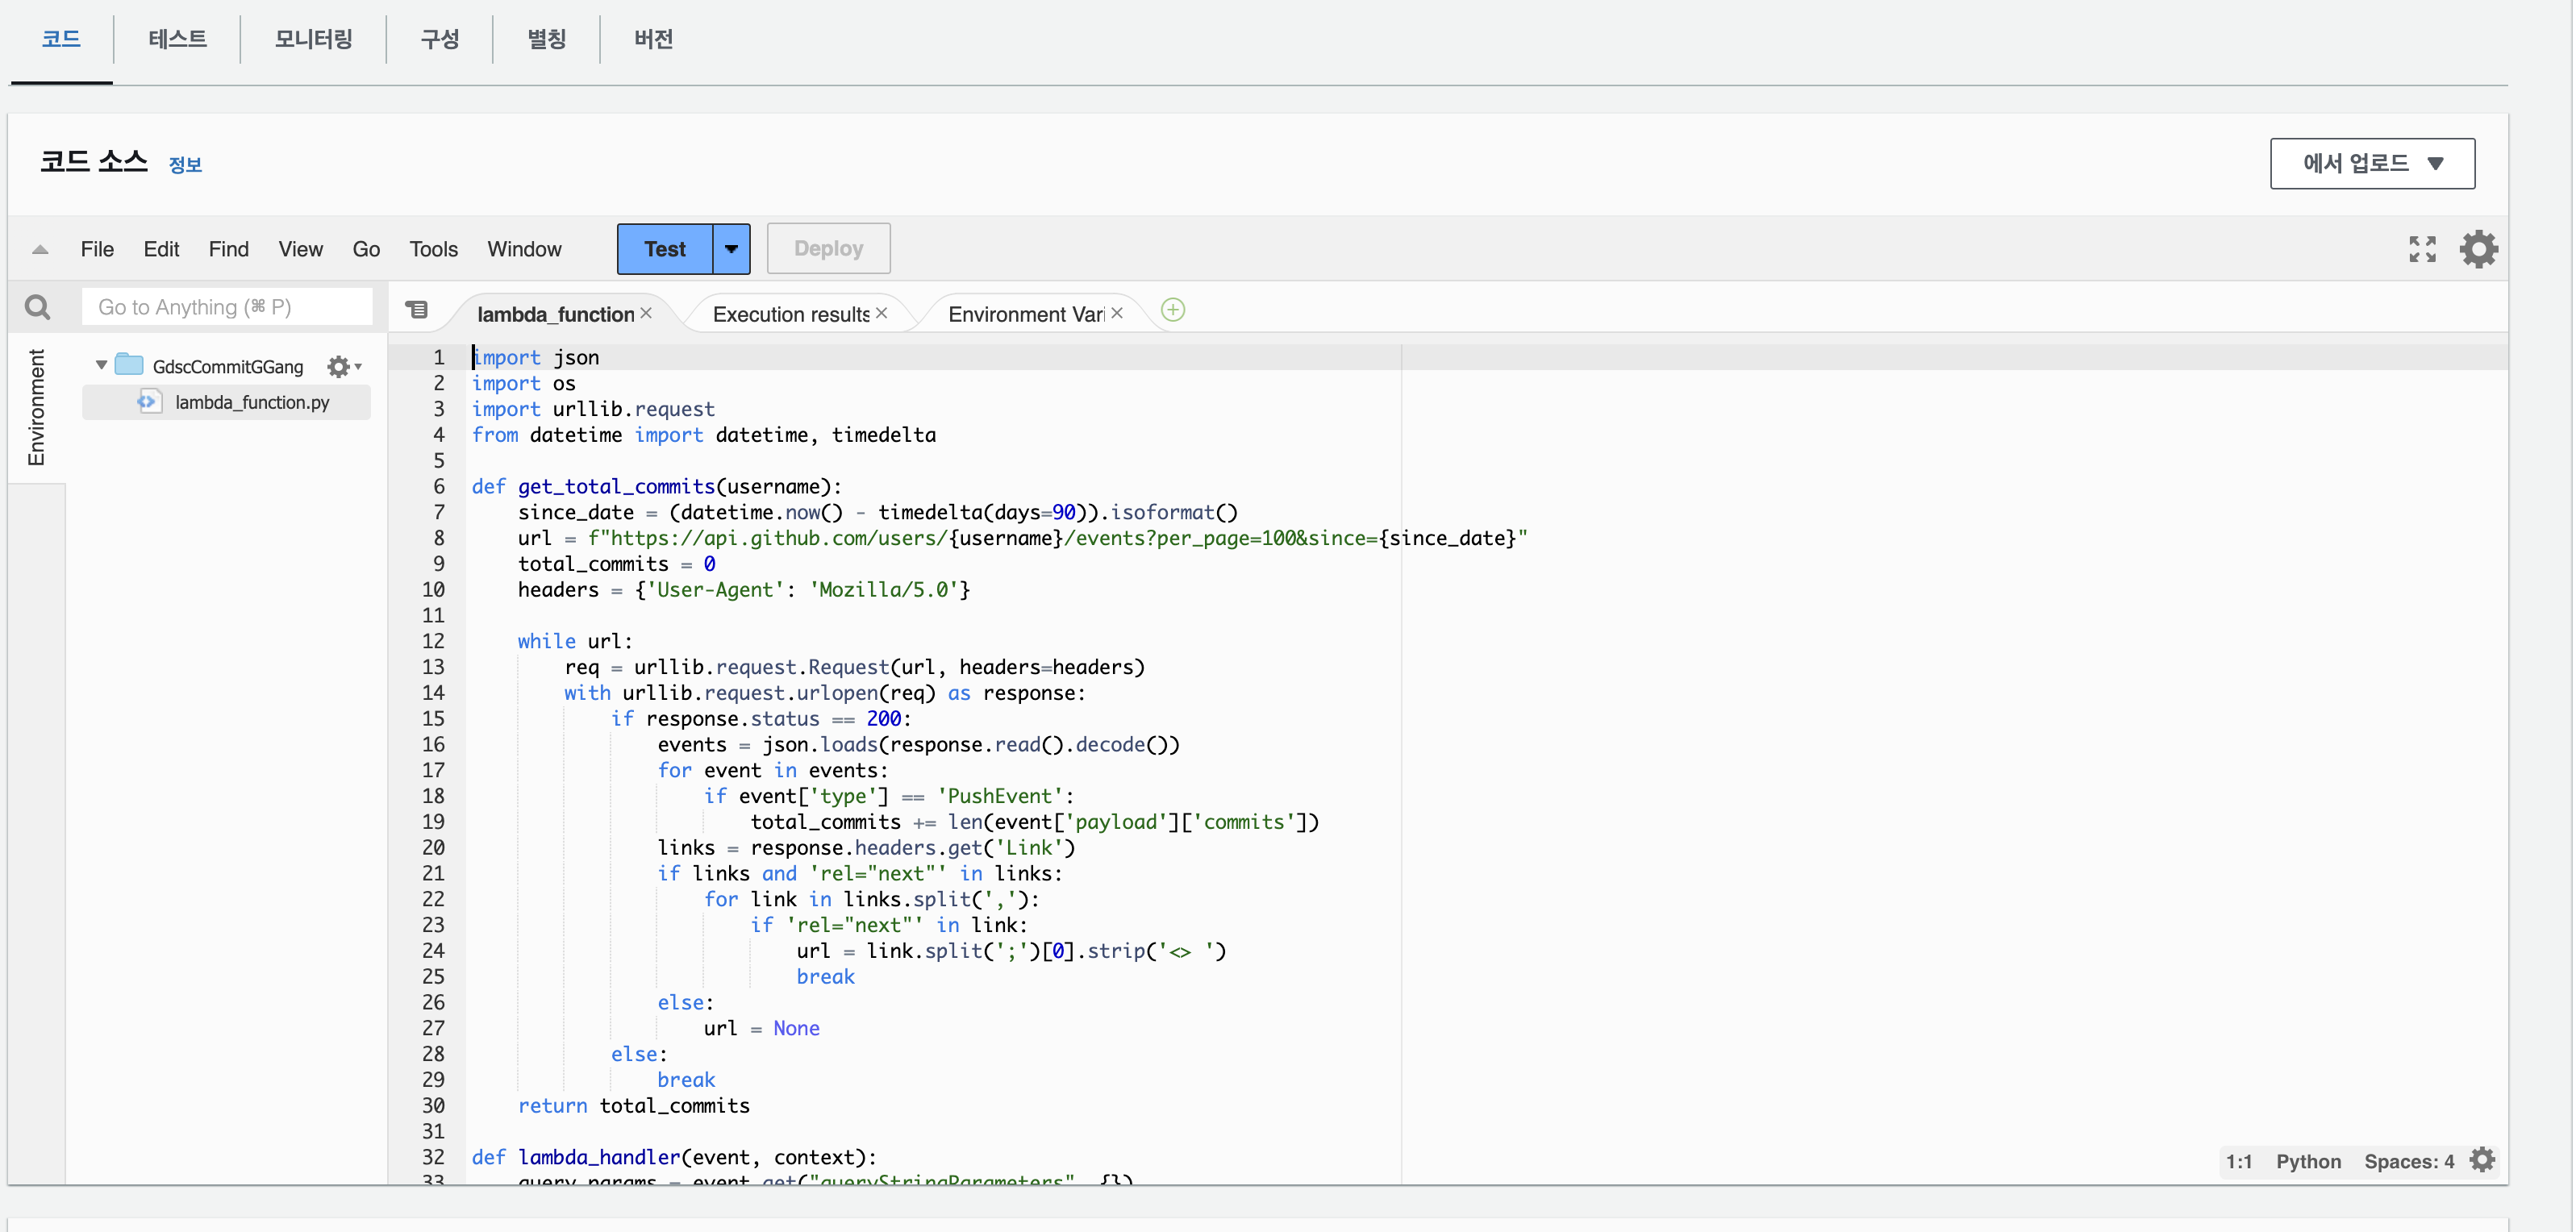 코드 테스트 모니터링 구성 별칭 버전
코드 소스 정보
에서 업로드
File Edit Find View Go Tools Window Test Deploy
Go to Anything (⌘ P)
lambda_function Execution results Environment Vari
Environment
GdscCommitGGang
lambda_function.py
1 import json
2 import os
3 import urllib.request
4 from datetime import datetime, timedelta
5
6 def get_total_commits(username):
7     since_date = (datetime.now() - timedelta(days=90)).isoformat()
8     url = f"https://api.github.com/users/{username}/events?per_page=100&since={since_date}"
9     total_commits = 0
10     headers = {'User-Agent': 'Mozilla/5.0'}
11
12     while url:
13         req = urllib.request.Request(url, headers=headers)
14         with urllib.request.urlopen(req) as response:
15             if response.status == 200:
16                 events = json.loads(response.read().decode())
17                 for event in events:
18                     if event['type'] == 'PushEvent':
19                         total_commits += len(event['payload']['commits'])
20                 links = response.headers.get('Link')
21                 if links and 'rel="next"' in links:
22                     for link in links.split(','):
23                         if 'rel="next"' in link:
24                             url = link.split(';')[0].strip('<> ')
25                             break
26                 else:
27                     url = None
28             else:
29                 break
30     return total_commits
31
32 def lambda_handler(event, context):
33     query_params = event.get("queryStringParameters", {})
1:1 Python Spaces: 4